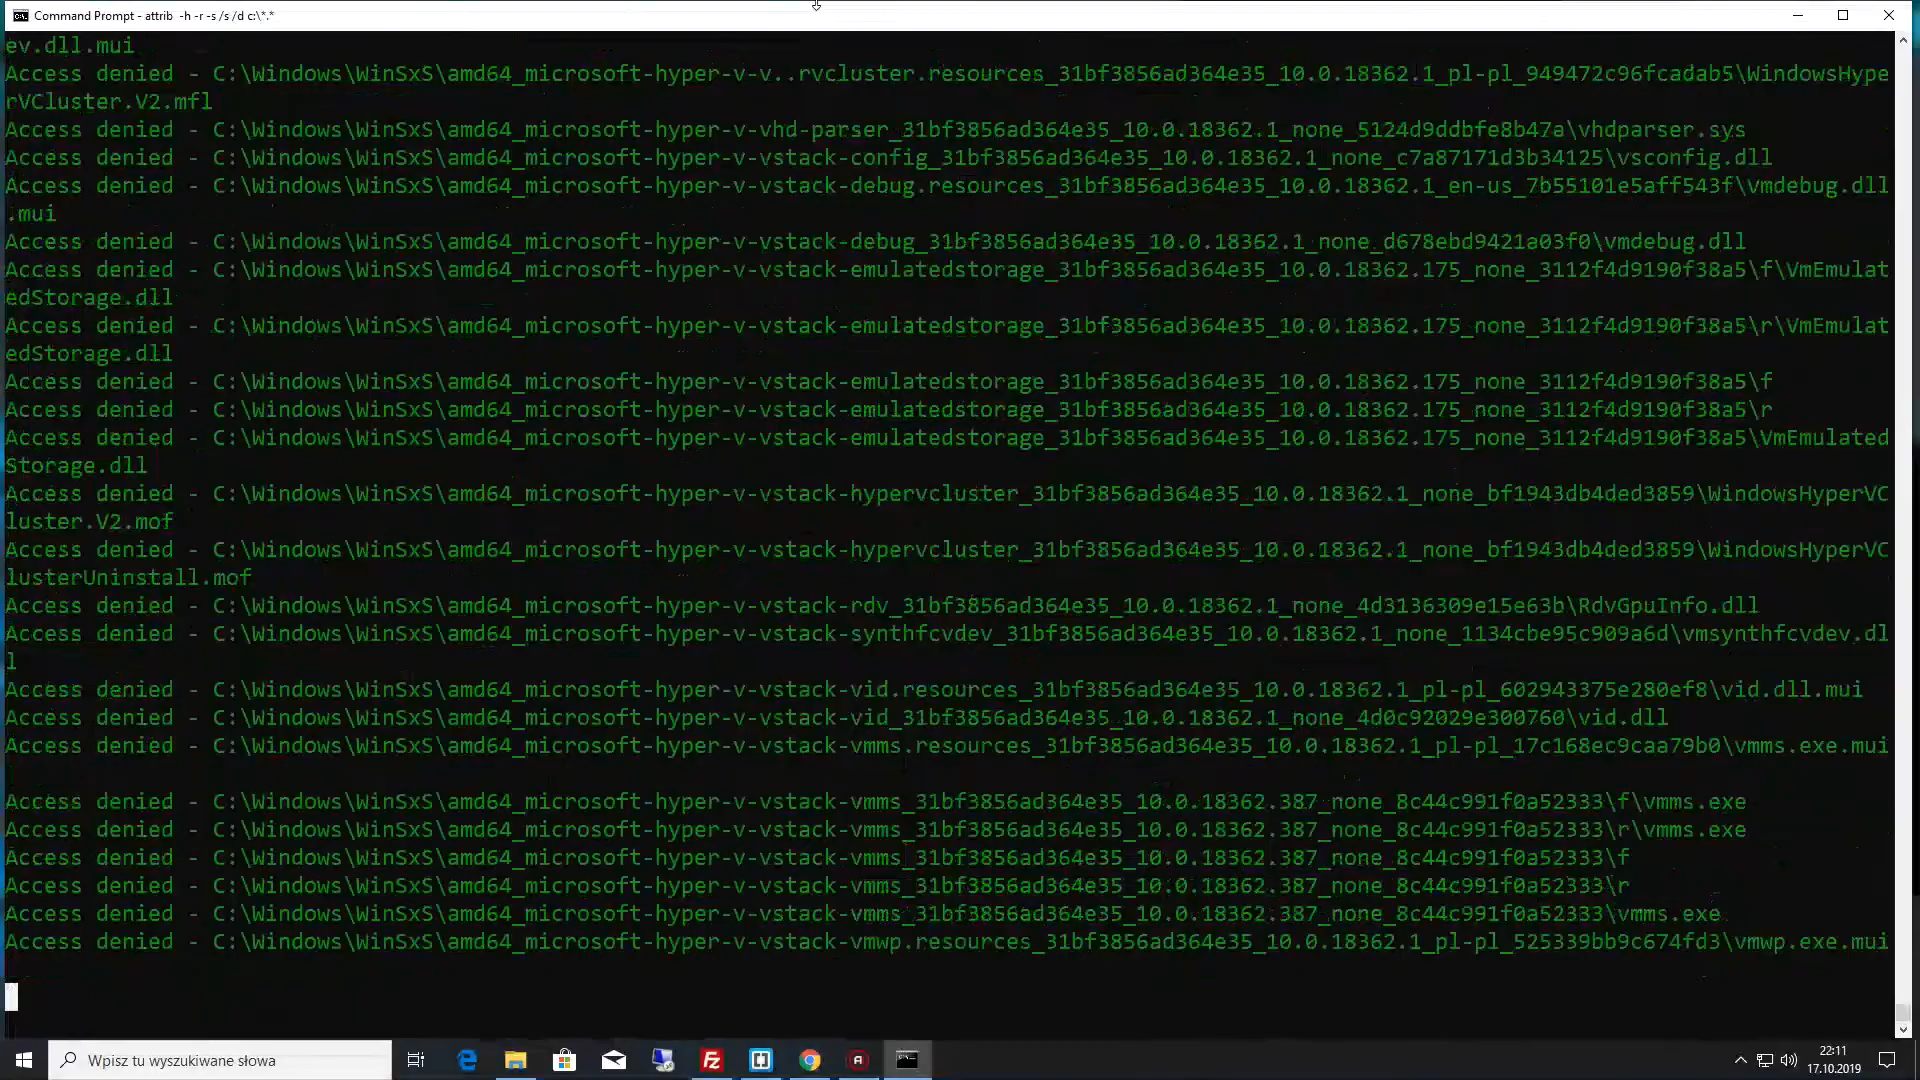 Command Prompt - attrib  -h -r -s /s /d c:\*.*
ev.dll.mui
Access denied - C:\Windows\WinSxS\amd64_microsoft-hyper-v-v..rvcluster.resources_31bf3856ad364e35_10.0.18362.1_pl-pl_949472c96fcadab5\WindowsHype
rVCluster.V2.mfl
Access denied - C:\Windows\WinSxS\amd64_microsoft-hyper-v-vhd-parser_31bf3856ad364e35_10.0.18362.1_none_5124d9ddbfe8b47a\vhdparser.sys
Access denied - C:\Windows\WinSxS\amd64_microsoft-hyper-v-vstack-config_31bf3856ad364e35_10.0.18362.1_none_c7a87171d3b34125\vsconfig.dll
Access denied - C:\Windows\WinSxS\amd64_microsoft-hyper-v-vstack-debug.resources_31bf3856ad364e35_10.0.18362.1_en-us_7b55101e5aff543f\vmdebug.dll
.mui
Access denied - C:\Windows\WinSxS\amd64_microsoft-hyper-v-vstack-debug_31bf3856ad364e35_10.0.18362.1_none_d678ebd9421a03f0\vmdebug.dll
Access denied - C:\Windows\WinSxS\amd64_microsoft-hyper-v-vstack-emulatedstorage_31bf3856ad364e35_10.0.18362.175_none_3112f4d9190f38a5\f\VmEmulat
edStorage.dll
Access denied - C:\Windows\WinSxS\amd64_microsoft-hyper-v-vstack-emulatedstorage_31bf3856ad364e35_10.0.18362.175_none_3112f4d9190f38a5\r\VmEmulat
edStorage.dll
Access denied - C:\Windows\WinSxS\amd64_microsoft-hyper-v-vstack-emulatedstorage_31bf3856ad364e35_10.0.18362.175_none_3112f4d9190f38a5\f
Access denied - C:\Windows\WinSxS\amd64_microsoft-hyper-v-vstack-emulatedstorage_31bf3856ad364e35_10.0.18362.175_none_3112f4d9190f38a5\r
Access denied - C:\Windows\WinSxS\amd64_microsoft-hyper-v-vstack-emulatedstorage_31bf3856ad364e35_10.0.18362.175_none_3112f4d9190f38a5\VmEmulated
Storage.dll
Access denied - C:\Windows\WinSxS\amd64_microsoft-hyper-v-vstack-hypervcluster_31bf3856ad364e35_10.0.18362.1_none_bf1943db4ded3859\WindowsHyperVC
luster.V2.mof
Access denied - C:\Windows\WinSxS\amd64_microsoft-hyper-v-vstack-hypervcluster_31bf3856ad364e35_10.0.18362.1_none_bf1943db4ded3859\WindowsHyperVC
lusterUninstall.mof
Access denied - C:\Windows\WinSxS\amd64_microsoft-hyper-v-vstack-rdv_31bf3856ad364e35_10.0.18362.1_none_4d3136309e15e63b\RdvGpuInfo.dll
Access denied - C:\Windows\WinSxS\amd64_microsoft-hyper-v-vstack-synthfcvdev_31bf3856ad364e35_10.0.18362.1_none_1134cbe95c909a6d\vmsynthfcvdev.dl
l
Access denied - C:\Windows\WinSxS\amd64_microsoft-hyper-v-vstack-vid.resources_31bf3856ad364e35_10.0.18362.1_pl-pl_602943375e280ef8\vid.dll.mui
Access denied - C:\Windows\WinSxS\amd64_microsoft-hyper-v-vstack-vid_31bf3856ad364e35_10.0.18362.1_none_4d0c92029e300760\vid.dll
Access denied - C:\Windows\WinSxS\amd64_microsoft-hyper-v-vstack-vmms.resources_31bf3856ad364e35_10.0.18362.1_pl-pl_17c168ec9caa79b0\vmms.exe.mui
Access denied - C:\Windows\WinSxS\amd64_microsoft-hyper-v-vstack-vmms_31bf3856ad364e35_10.0.18362.387_none_8c44c991f0a52333\f\vmms.exe
Access denied - C:\Windows\WinSxS\amd64_microsoft-hyper-v-vstack-vmms_31bf3856ad364e35_10.0.18362.387_none_8c44c991f0a52333\r\vmms.exe
Access denied - C:\Windows\WinSxS\amd64_microsoft-hyper-v-vstack-vmms_31bf3856ad364e35_10.0.18362.387_none_8c44c991f0a52333\f
Access denied - C:\Windows\WinSxS\amd64_microsoft-hyper-v-vstack-vmms_31bf3856ad364e35_10.0.18362.387_none_8c44c991f0a52333\r
Access denied - C:\Windows\WinSxS\amd64_microsoft-hyper-v-vstack-vmms_31bf3856ad364e35_10.0.18362.387_none_8c44c991f0a52333\vmms.exe
Access denied - C:\Windows\WinSxS\amd64_microsoft-hyper-v-vstack-vmwp.resources_31bf3856ad364e35_10.0.18362.1_pl-pl_525339bb9c674fd3\vmwp.exe.mui
Wpisz tu wyszukiwane słowa
22:11
17.10.2019